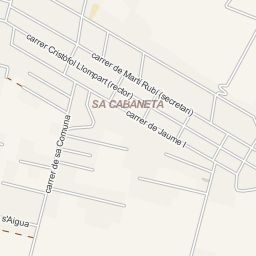 carrer Cristòfol Llompart (rector)
carrer de Martí Rubí (secretari)
SA CABANETA
carrer de Jaume I
carrer de sa Comuna
s'Aigua